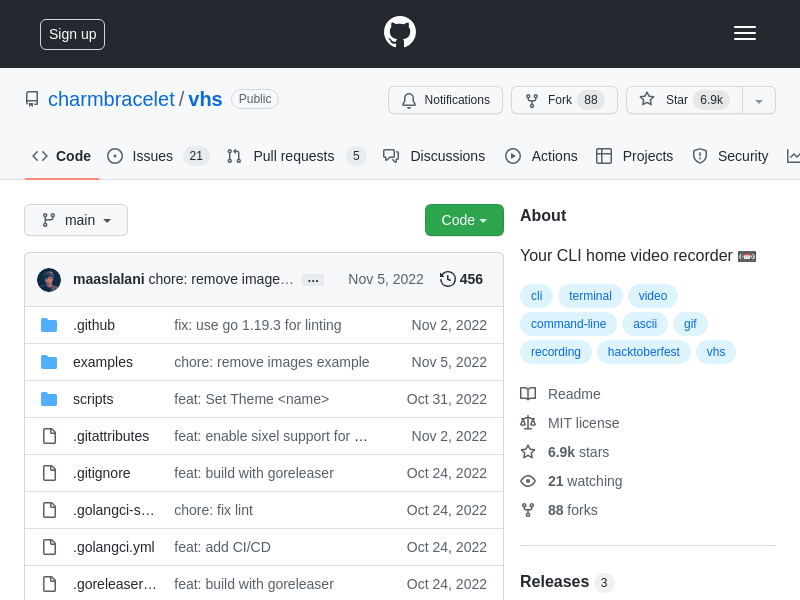 Sign up
charmbracelet / vhs Public
Notifications Fork 88 Star 6.9k
Code Issues 21 Pull requests 5 Discussions Actions Projects Security
main Code
maaslalani chore: remove image… … Nov 5, 2022 456
.github fix: use go 1.19.3 for linting Nov 2, 2022
examples chore: remove images example Nov 5, 2022
scripts feat: Set Theme <name> Oct 31, 2022
.gitattributes feat: enable sixel support for … Nov 2, 2022
.gitignore feat: build with goreleaser Oct 24, 2022
.golangci-s… chore: fix lint Oct 24, 2022
.golangci.yml feat: add CI/CD Oct 24, 2022
.goreleaser… feat: build with goreleaser Oct 24, 2022
About
Your CLI home video recorder 📼
cli terminal video
command-line ascii gif
recording hacktoberfest vhs
Readme
MIT license
6.9k stars
21 watching
88 forks
Releases 3